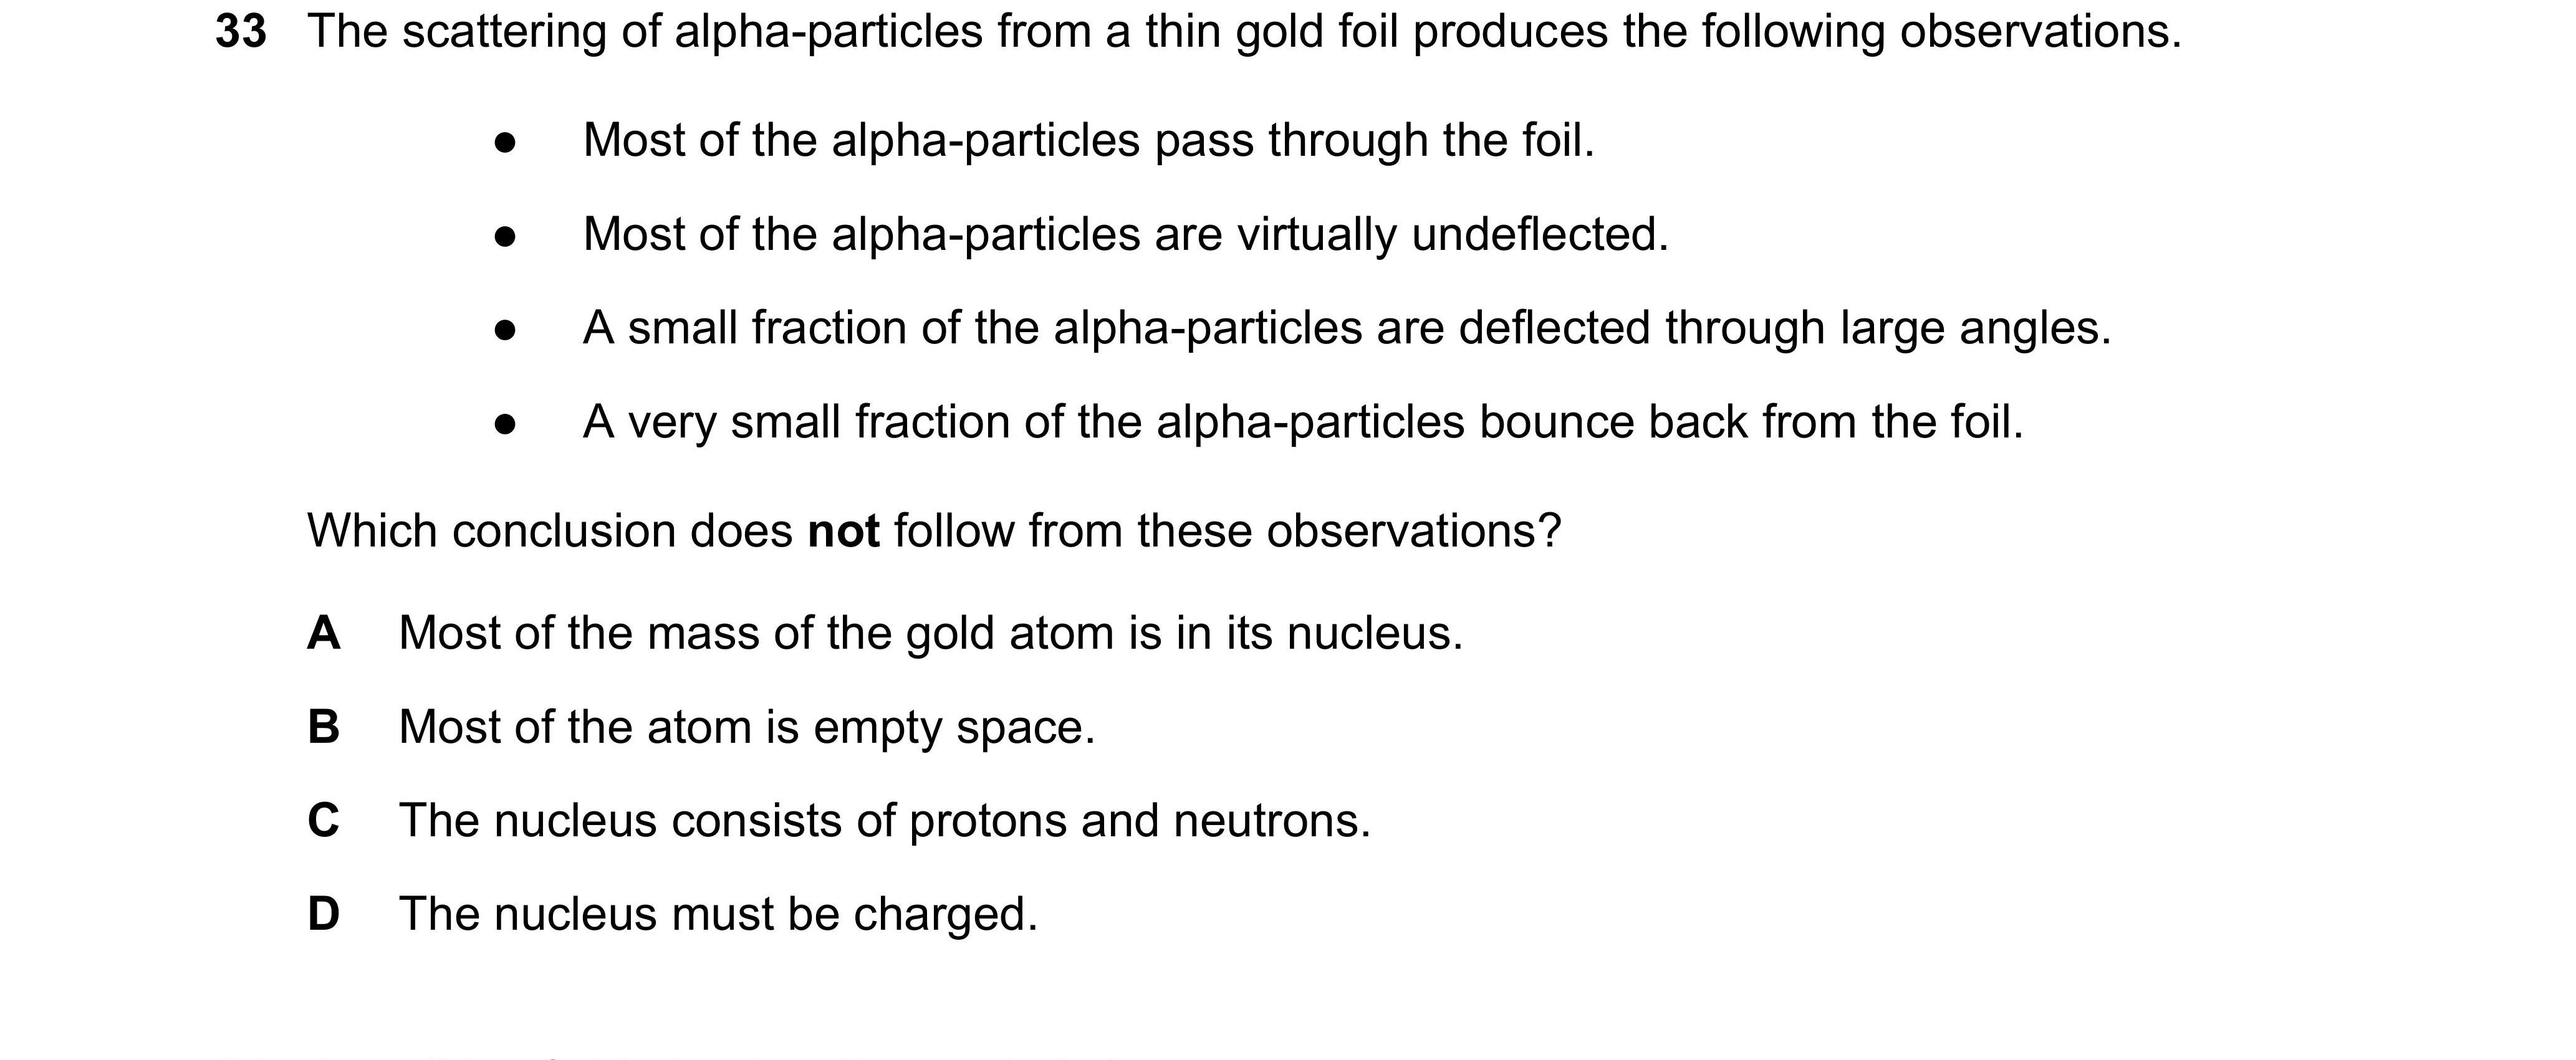 33 The scattering of alpha-particles from a thin gold foil produces the following observations.
● Most of the alpha-particles pass through the foil.
● Most of the alpha-particles are virtually undeflected.
● A small fraction of the alpha-particles are deflected through large angles.
● A very small fraction of the alpha-particles bounce back from the foil.
Which conclusion does not follow from these observations?
A Most of the mass of the gold atom is in its nucleus.
B Most of the atom is empty space.
C The nucleus consists of protons and neutrons.
D The nucleus must be charged.